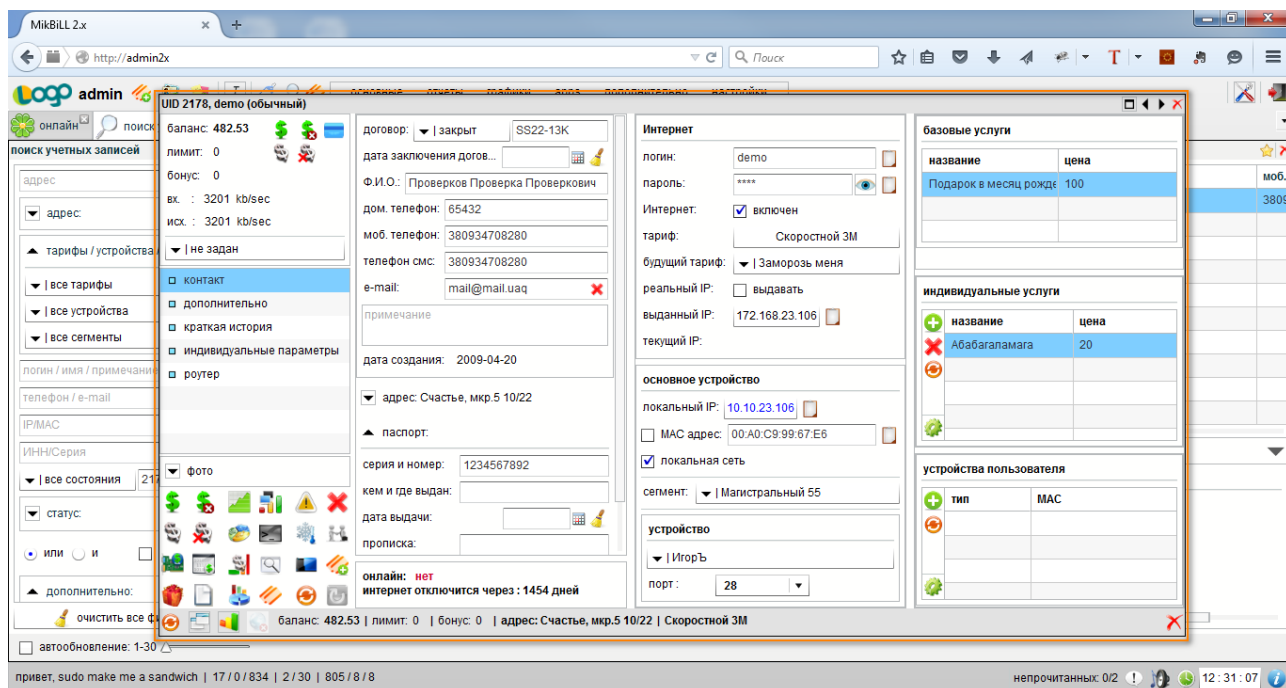 MikBiLL 2.x
http://admin2x
Поиск
Logo admin
UID 2178, demo (обычный)
онлайн
поиск учетных записей
адрес
адрес:
тарифы / устройства
| все тарифы
| все устройства
| все сегменты
логин / имя / примечание
телефон / e-mail
IP/MAC
ИНН/Серия
| все состояния
статус:
или и
дополнительно:
очистить все
автообновление: 1-30
баланс: 482.53
лимит: 0
бонус: 0
вх. : 3201 kb/sec
исх. : 3201 kb/sec
| не задан
контакт
дополнительно
краткая история
индивидуальные параметры
роутер
фото
договор: | закрыт SS22-13K
дата заключения догов...
Ф.И.О.: Проверков Проверка Проверкович
дом. телефон: 65432
моб. телефон: 380934708280
телефон смс: 380934708280
e-mail: mail@mail.uaq
примечание
дата создания: 2009-04-20
адрес: Счастье, мкр.5 10/22
паспорт:
серия и номер: 1234567892
кем и где выдан:
дата выдачи:
прописка:
онлайн: нет
интернет отключится через : 1454 дней
Интернет
логин: demo
пароль: ****
Интернет: включен
тариф: Скоростной 3М
будущий тариф: | Заморозь меня
реальный IP: выдавать
выданный IP: 172.168.23.106
текущий IP:
основное устройство
локальный IP: 10.10.23.106
MAC адрес: 00:A0:C9:99:67:E6
локальная сеть
сегмент: | Магистральный 55
устройство
| ИгорЪ
порт : 28
базовые услуги
название цена
Подарок в месяц рожде 100
индивидуальные услуги
название цена
Абабагаламага 20
устройства пользователя
тип MAC
моб.
3809
баланс: 482.53 | лимит: 0 | бонус: 0 | адрес: Счастье, мкр.5 10/22 | Скоростной 3М
привет, sudo make me a sandwich | 17 / 0 / 834 | 2 / 30 | 805 / 8 / 8
непрочитанных: 0/2 12 : 31 : 07